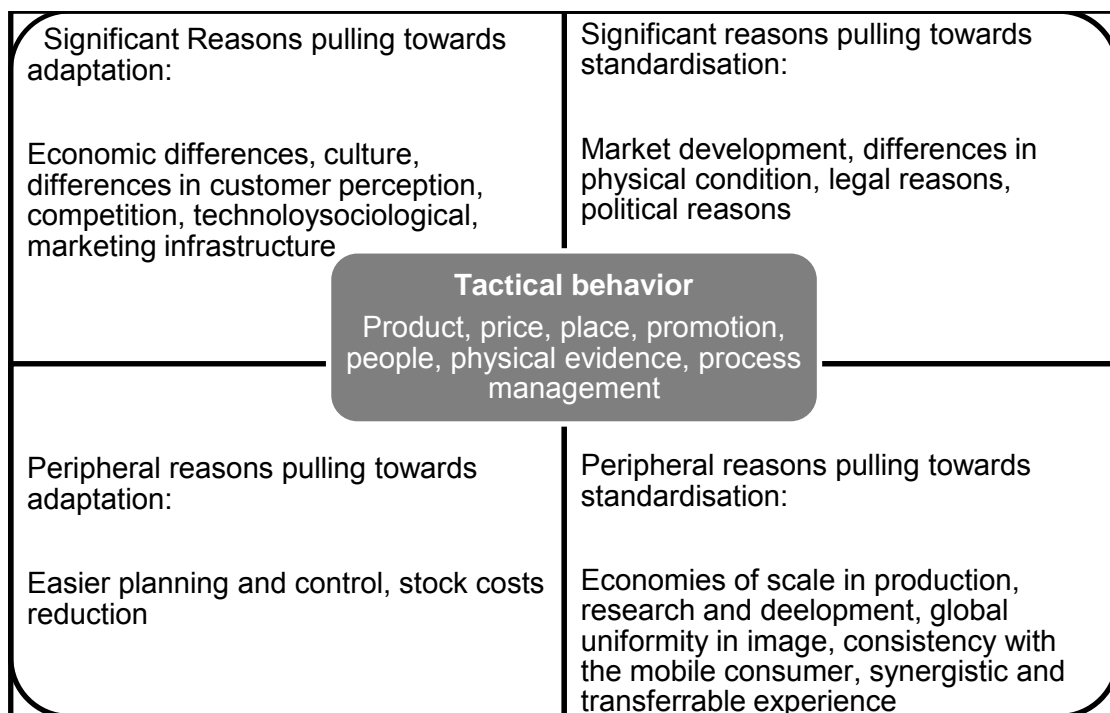 Significant Reasons pulling towards
adaptation:
Economic differences, culture,
differences in customer perception,
competition, technoloysociological,
marketing infrastructure
Significant reasons pulling towards
standardisation:
Market development, differences in
physical condition, legal reasons,
political reasons
Tactical behavior
Product, price, place, promotion,
people, physical evidence, process
management
Peripheral reasons pulling towards
adaptation:
Easier planning and control, stock costs
reduction
Peripheral reasons pulling towards
standardisation:
Economies of scale in production,
research and deelopment, global
uniformity in image, consistency with
the mobile consumer, synergistic and
transferrable experience